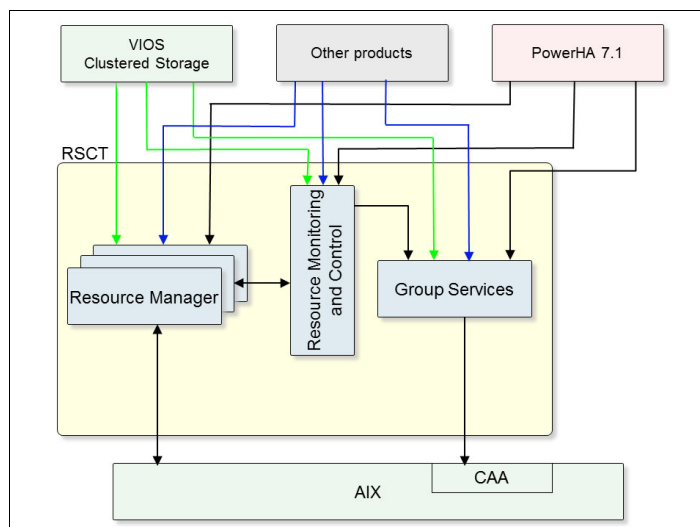 VIOS
Clustered Storage
Other products
PowerHA 7.1
RSCT
Resource Monitoring
and Control
Resource Manager
Group Services
CAA
AIX